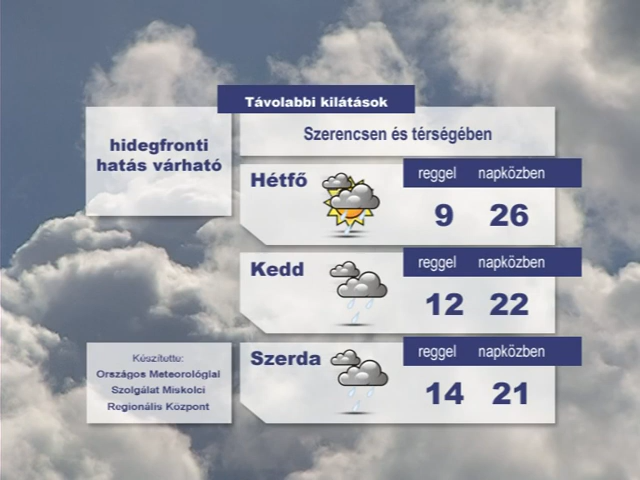 Távolabbi kilátások
hidegfronti
hatás várható
Szerencsen és térségében
Hétfő
reggel napközben
9 26
Kedd
reggel napközben
12 22
Szerda
reggel napközben
14 21
Készítette:
Országos Meteorológiai
Szolgálat Miskolci
Regionális Központ